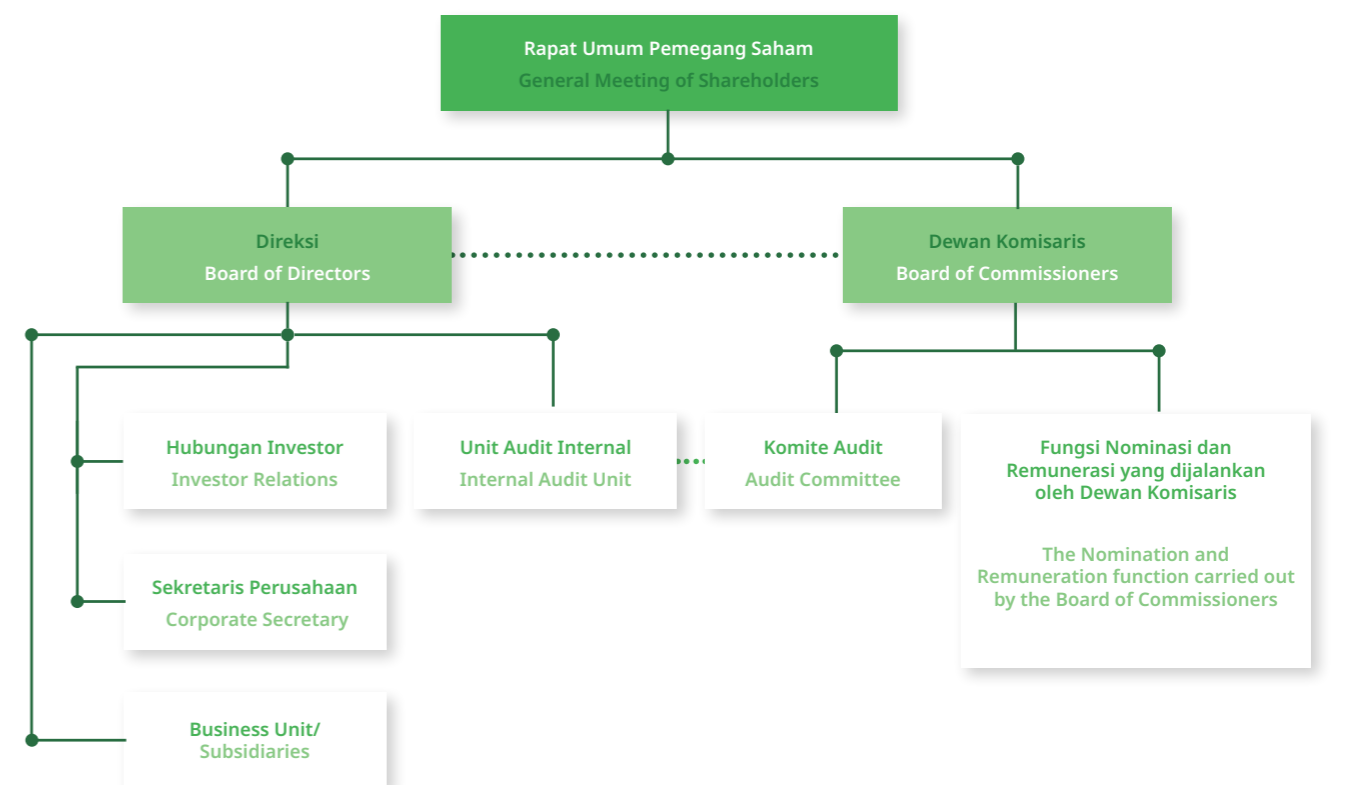 Rapat Umum Pemegang Saham
General Meeting of Shareholders
Direksi
Board of Directors
Dewan Komisaris
Board of Commissioners
Hubungan Investor
Investor Relations
Unit Audit Internal
Internal Audit Unit
Komite Audit
Audit Committee
Fungsi Nominasi dan
Remunerasi yang dijalankan
oleh Dewan Komisaris
The Nomination and
Remuneration function carried out
by the Board of Commissioners
Sekretaris Perusahaan
Corporate Secretary
Business Unit/
Subsidiaries